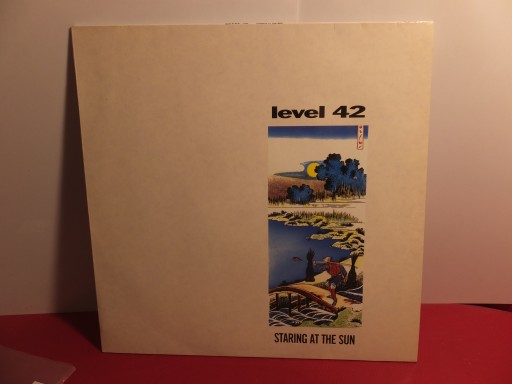 level 42
STARING AT THE SUN